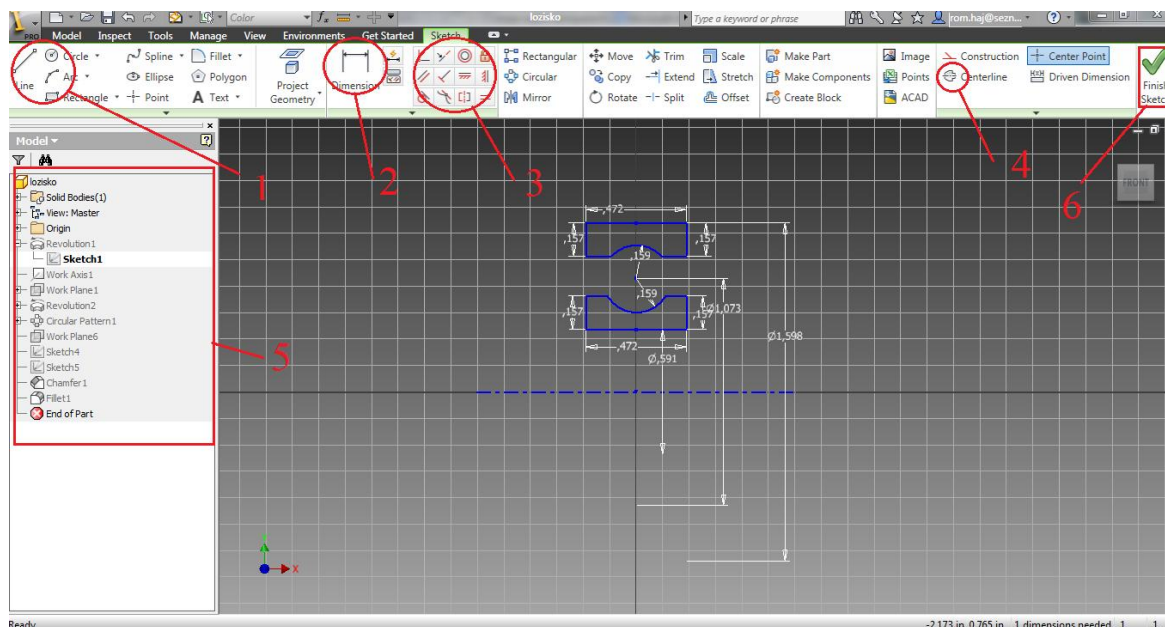 Color
fx
lozisko
Type a keyword or phrase
rom.haj@sezn...
PRO Model Inspect Tools Manage View Environments Get Started Sketch
Line
Circle
Arc
Rectangle
Spline
Ellipse
Point
Fillet
Polygon
A Text
Project
Geometry
Dimension
Rectangular
Circular
Mirror
Move
Copy
Rotate
Trim
Extend
Split
Scale
Stretch
Offset
Make Part
Make Components
Create Block
Image
Points
ACAD
Construction
Centerline
Center Point
Driven Dimension
Finish
Sketch
1
2
3
4
6
Model
lozisko
Solid Bodies(1)
View: Master
Origin
Revolution1
Sketch1
Work Axis1
Work Plane1
Revolution2
Circular Pattern1
Work Plane6
Sketch4
Sketch5
Chamfer1
Fillet1
End of Part
5
FRONT
,472
,157
,157
,159
,159
,157
,157
Ø1,073
,472
Ø,591
Ø1,598
X
Ready
-2,173 in, 0,765 in 1 dimensions needed 1 1